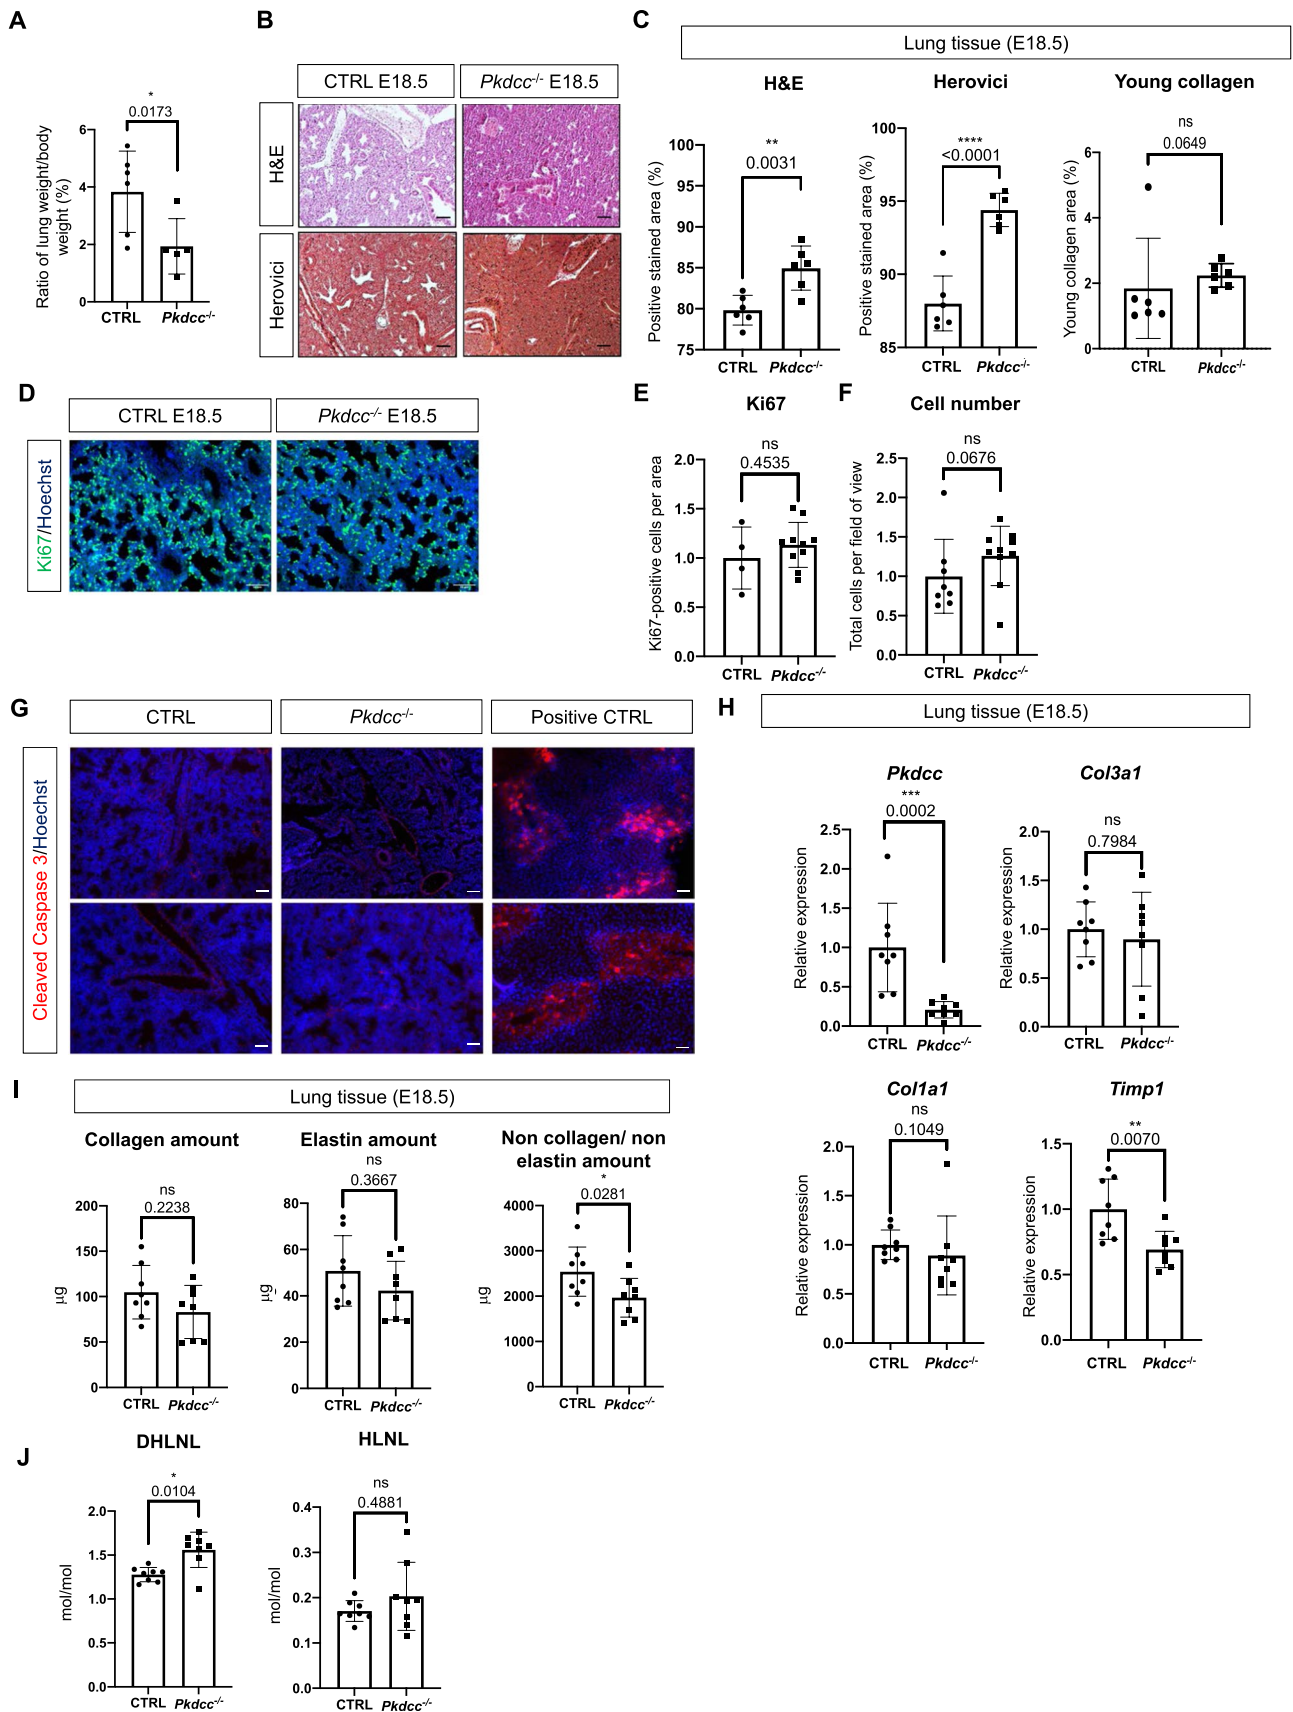 A
*
0.0173
Ratio of lung weight/body
weight (%)
6
4
2
0
CTRL
Pkdcc-/-
B
CTRL E18.5
Pkdcc-/- E18.5
H&E
Herovici
C
Lung tissue (E18.5)
H&E
**
0.0031
Positive stained area (%)
100
95
90
85
80
75
CTRL
Pkdcc-/-
Herovici
****
<0.0001
Positive stained area (%)
100
95
90
85
CTRL
Pkdcc-/-
Young collagen
ns
0.0649
Young collagen area (%)
6
4
2
0
CTRL
Pkdcc-/-
D
CTRL E18.5
Pkdcc-/- E18.5
Ki67/Hoechst
E
Ki67
ns
0.4535
Ki67-positive cells per area
2.0
1.5
1.0
0.5
0.0
CTRL
Pkdcc-/-
F
Cell number
ns
0.0676
Total cells per field of view
2.5
2.0
1.5
1.0
0.5
0.0
CTRL
Pkdcc-/-
G
CTRL
Pkdcc-/-
Positive CTRL
Cleaved Caspase 3/Hoechst
H
Lung tissue (E18.5)
Pkdcc
***
0.0002
Relative expression
2.5
2.0
1.5
1.0
0.5
0.0
CTRL
Pkdcc-/-
Col3a1
ns
0.7984
Relative expression
2.0
1.5
1.0
0.5
0.0
CTRL
Pkdcc-/-
Col1a1
ns
0.1049
Relative expression
2.0
1.5
1.0
0.5
0.0
CTRL
Pkdcc-/-
Timp1
**
0.0070
Relative expression
1.5
1.0
0.5
0.0
CTRL
Pkdcc-/-
I
Lung tissue (E18.5)
Collagen amount
ns
0.2238
µg
200
150
100
50
0
CTRL
Pkdcc-/-
Elastin amount
ns
0.3667
µg
80
60
40
20
0
CTRL
Pkdcc-/-
Non collagen/ non
elastin amount
*
0.0281
µg
4000
3000
2000
1000
0
CTRL
Pkdcc-/-
J
DHLNL
*
0.0104
mol/mol
2.0
1.5
1.0
0.5
0.0
CTRL
Pkdcc-/-
HLNL
ns
0.4881
mol/mol
0.4
0.3
0.2
0.1
0.0
CTRL
Pkdcc-/-